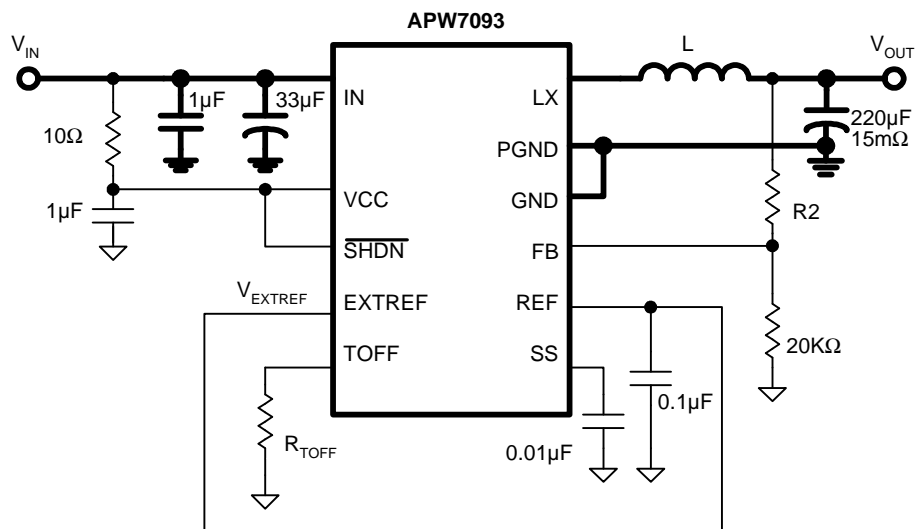 APW7093
V_IN
L
V_OUT
1µF
33µF
IN
LX
220µF
15mΩ
10Ω
PGND
VCC
GND
R2
1µF
SHDN
FB
V_EXTREF
EXTREF
REF
TOFF
SS
20KΩ
0.1µF
R_TOFF
0.01µF